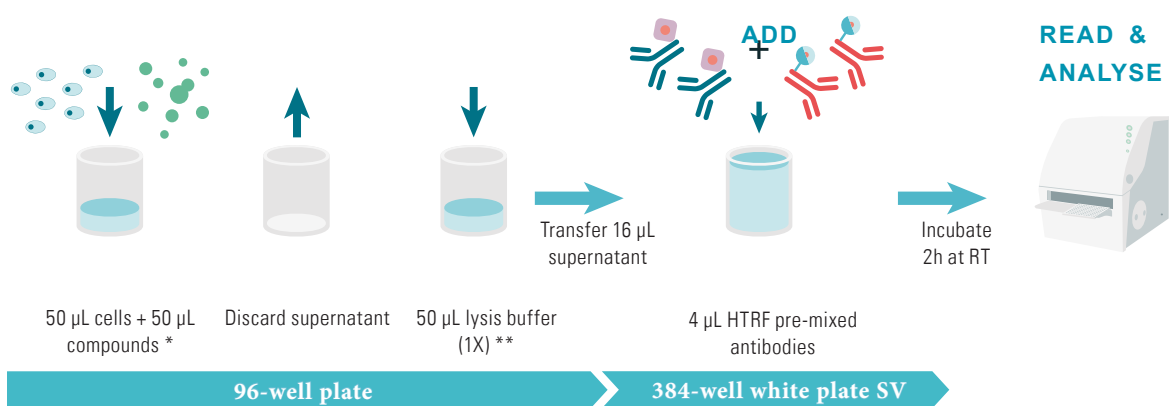 ADD
+
READ &
ANALYSE
Transfer 16 µL
supernatant
Incubate
2h at RT
50 µL cells + 50 µL
compounds *
Discard supernatant
50 µL lysis buffer
(1X) **
4 µL HTRF pre-mixed
antibodies
96-well plate
384-well white plate SV